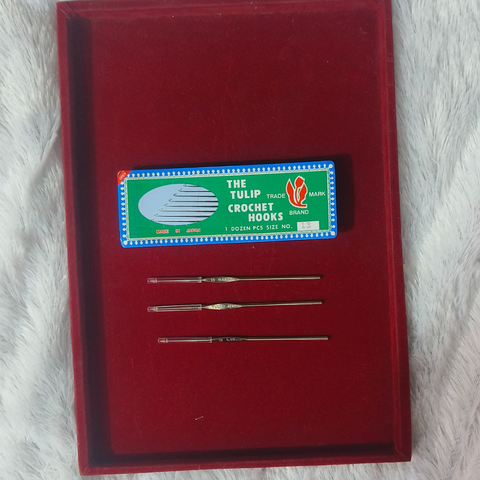 THE
TULIP
CROCHET
HOOKS
TRADE MARK
BRAND
1 DOZEN PCS SIZE NO.
MADE IN JAPAN